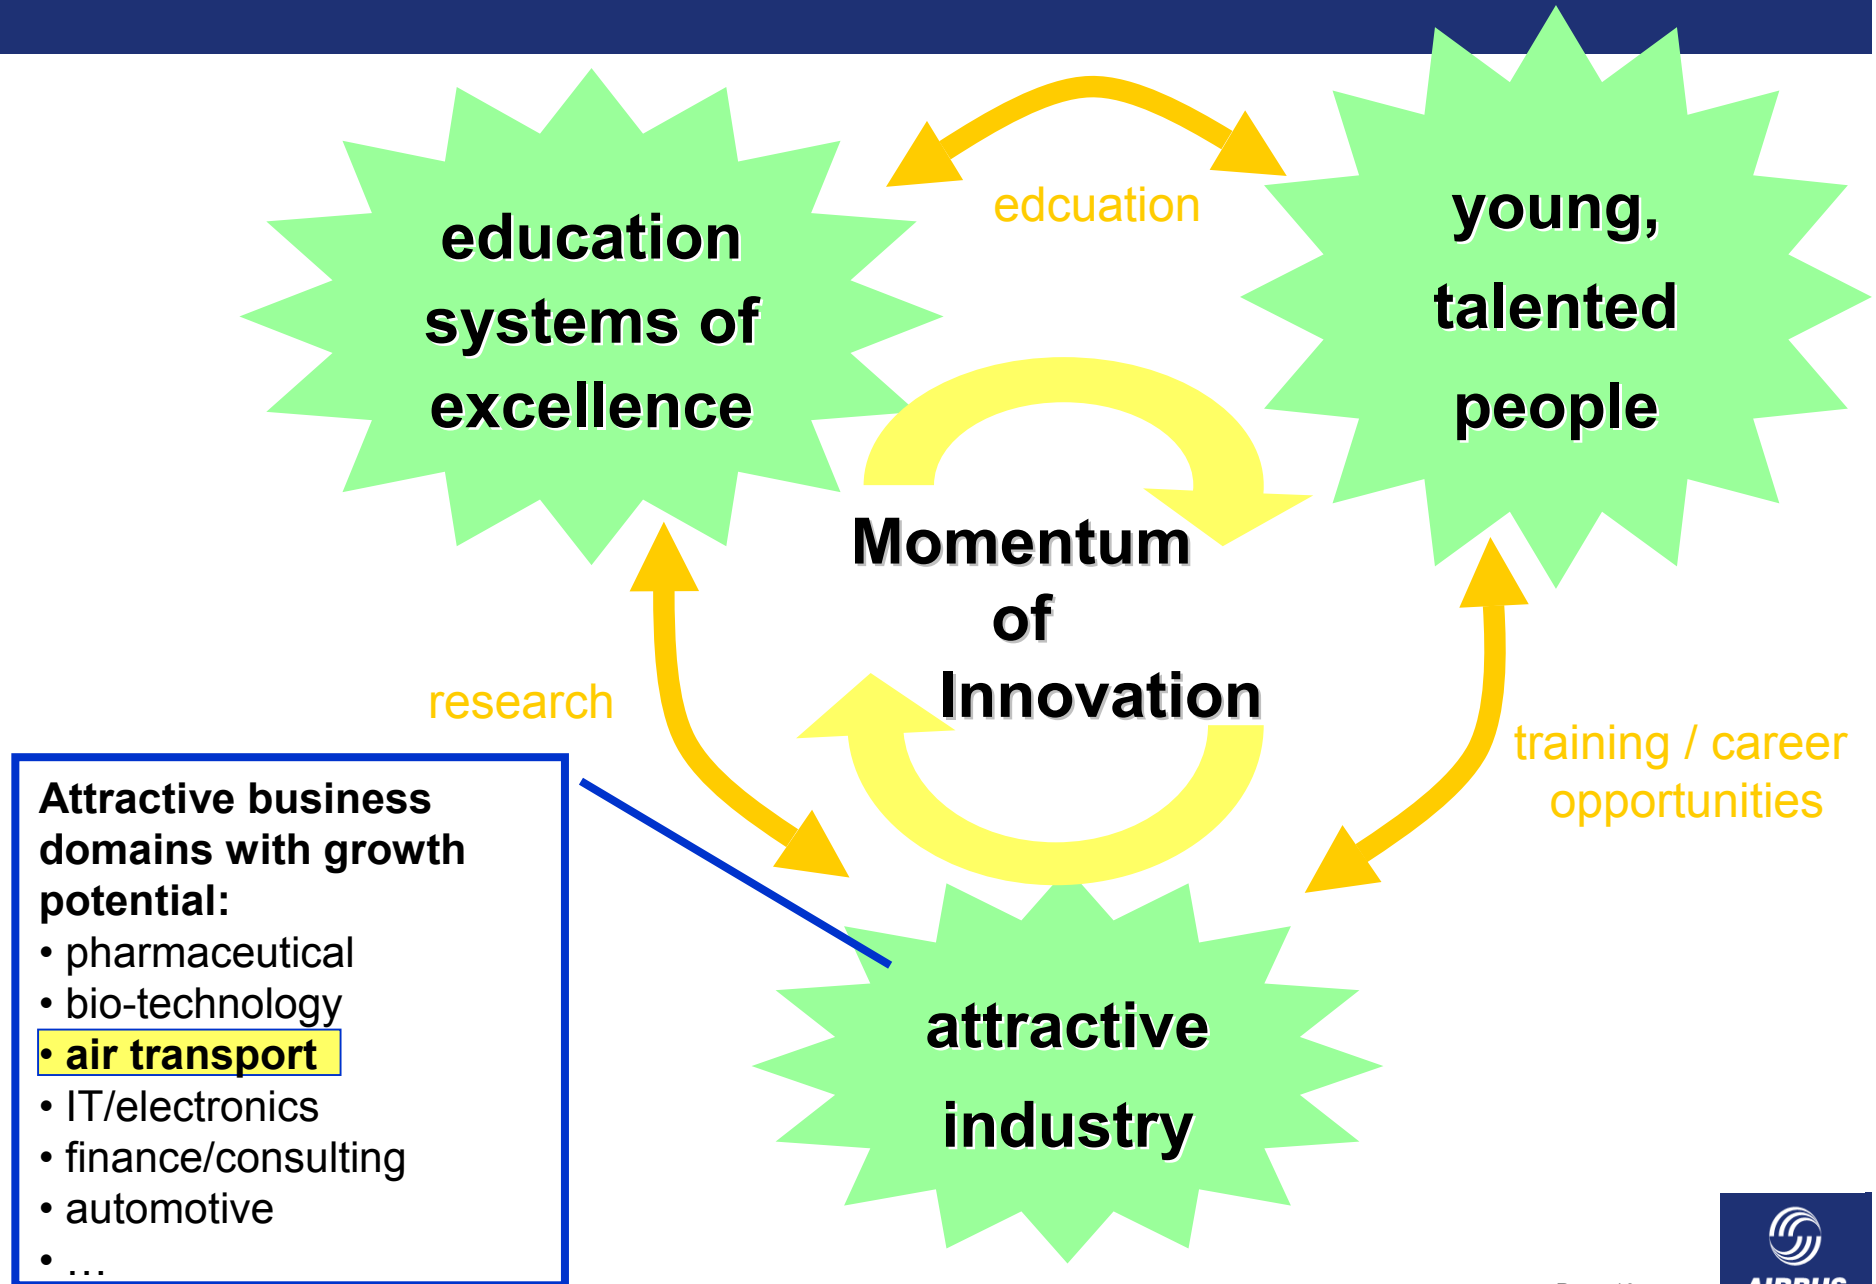 education
systems of
excellence
edcuation
young,
talented
people
Momentum
of
Innovation
research
training / career
opportunities
Attractive business
domains with growth
potential:
• pharmaceutical
• bio-technology
• air transport
• IT/electronics
• finance/consulting
• automotive
• …
attractive
industry
AIRBUS